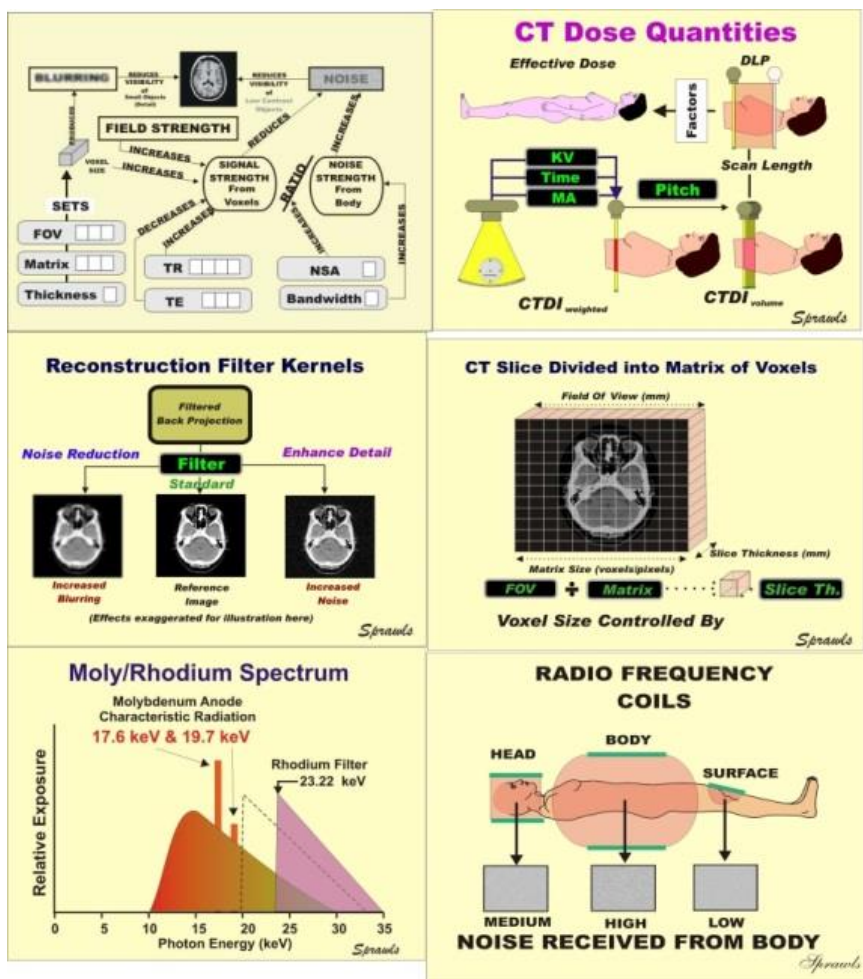 BLURRING
REDUCES
VISIBILITY
of
Small Objects
(Detail)
REDUCES
VISIBILITY
of
Low Contrast
Objects
NOISE
PRODUCES
FIELD STRENGTH
REDUCES
INCREASES
VOXEL
SIZE
INCREASES
INCREASES
SIGNAL
STRENGTH
From
Voxels
RATIO
NOISE
STRENGTH
From
Body
SETS
DECREASES
INCREASES
INCREASES
INCREASES
FOV
Matrix
Thickness
TR
TE
NSA
Bandwidth
CT Dose Quantities
Effective Dose
DLP
Factors
Scan Length
KV
Time
MA
Pitch
CTDI weighted
CTDI volume
Sprawls
Reconstruction Filter Kernels
Filtered
Back Projection
Noise Reduction
Filter
Enhance Detail
Standard
Increased
Blurring
Reference
Image
Increased
Noise
(Effects exaggerated for illustration here)
Sprawls
CT Slice Divided into Matrix of Voxels
Field Of View (mm)
Slice Thickness (mm)
Matrix Size (voxels/pixels)
FOV ÷ Matrix Slice Th.
Voxel Size Controlled By
Sprawls
Moly/Rhodium Spectrum
Molybdenum Anode
Characteristic Radiation
17.6 keV & 19.7 keV
Rhodium Filter
23.22 keV
Relative Exposure
0 5 10 15 20 25 30 35
Photon Energy (keV)
Sprawls
RADIO FREQUENCY
COILS
HEAD
BODY
SURFACE
MEDIUM HIGH LOW
NOISE RECEIVED FROM BODY
Sprawls